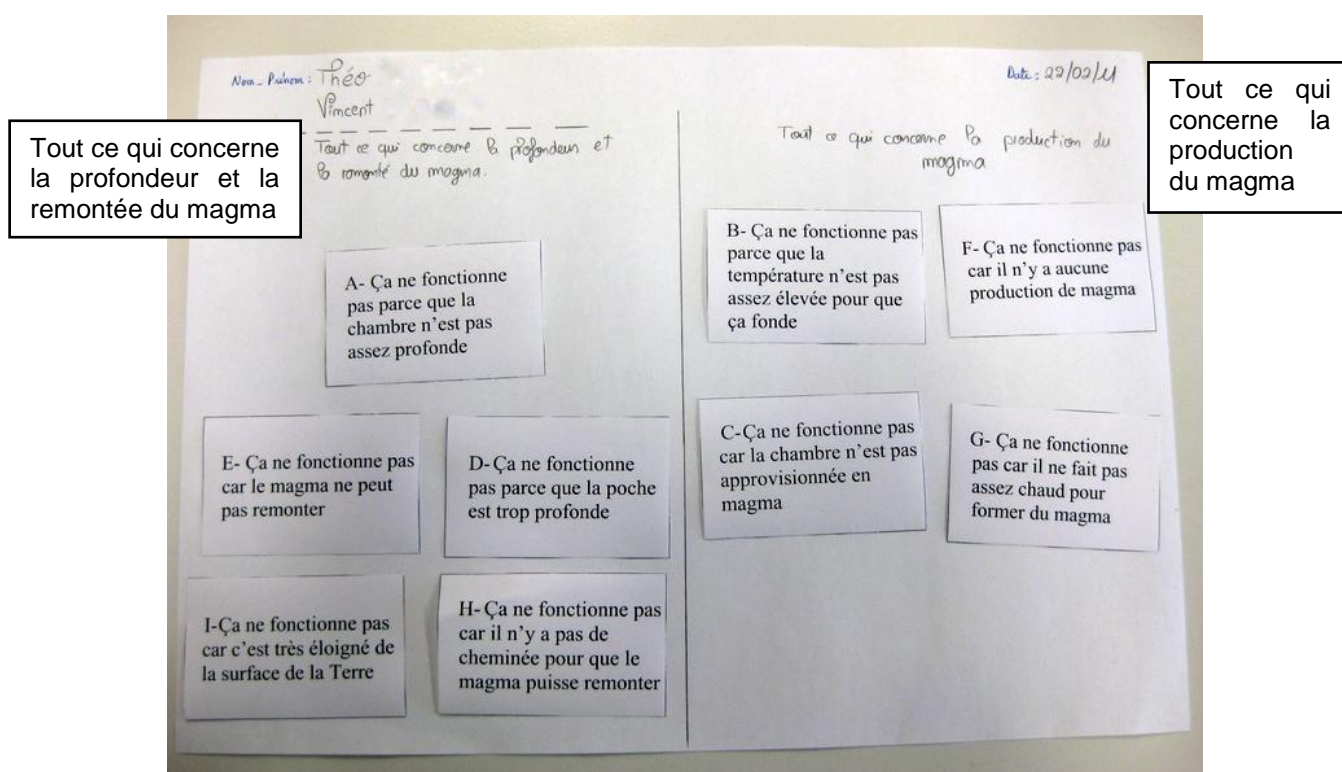 Nom - Prénom : Théo
Vincent
Date : 22/02/11
Tout ce qui concerne
la profondeur et la
remontée du magma
Tout ce qui concerne la profondeur et
la romonté du magma.
Tout ce qui concerne la production du
magma
Tout ce qui
concerne la
production
du magma
A- Ça ne fonctionne
pas parce que la
chambre n'est pas
assez profonde
E- Ça ne fonctionne pas
car le magma ne peut
pas remonter
D- Ça ne fonctionne
pas parce que la poche
est trop profonde
I-Ça ne fonctionne pas
car c'est très éloigné de
la surface de la Terre
H- Ça ne fonctionne pas
car il n'y a pas de
cheminée pour que le
magma puisse remonter
B- Ça ne fonctionne pas
parce que la
température n'est pas
assez élevée pour que
ça fonde
F- Ça ne fonctionne pas
car il n'y a aucune
production de magma
C-Ça ne fonctionne pas
car la chambre n'est pas
approvisionnée en
magma
G- Ça ne fonctionne
pas car il ne fait pas
assez chaud pour
former du magma